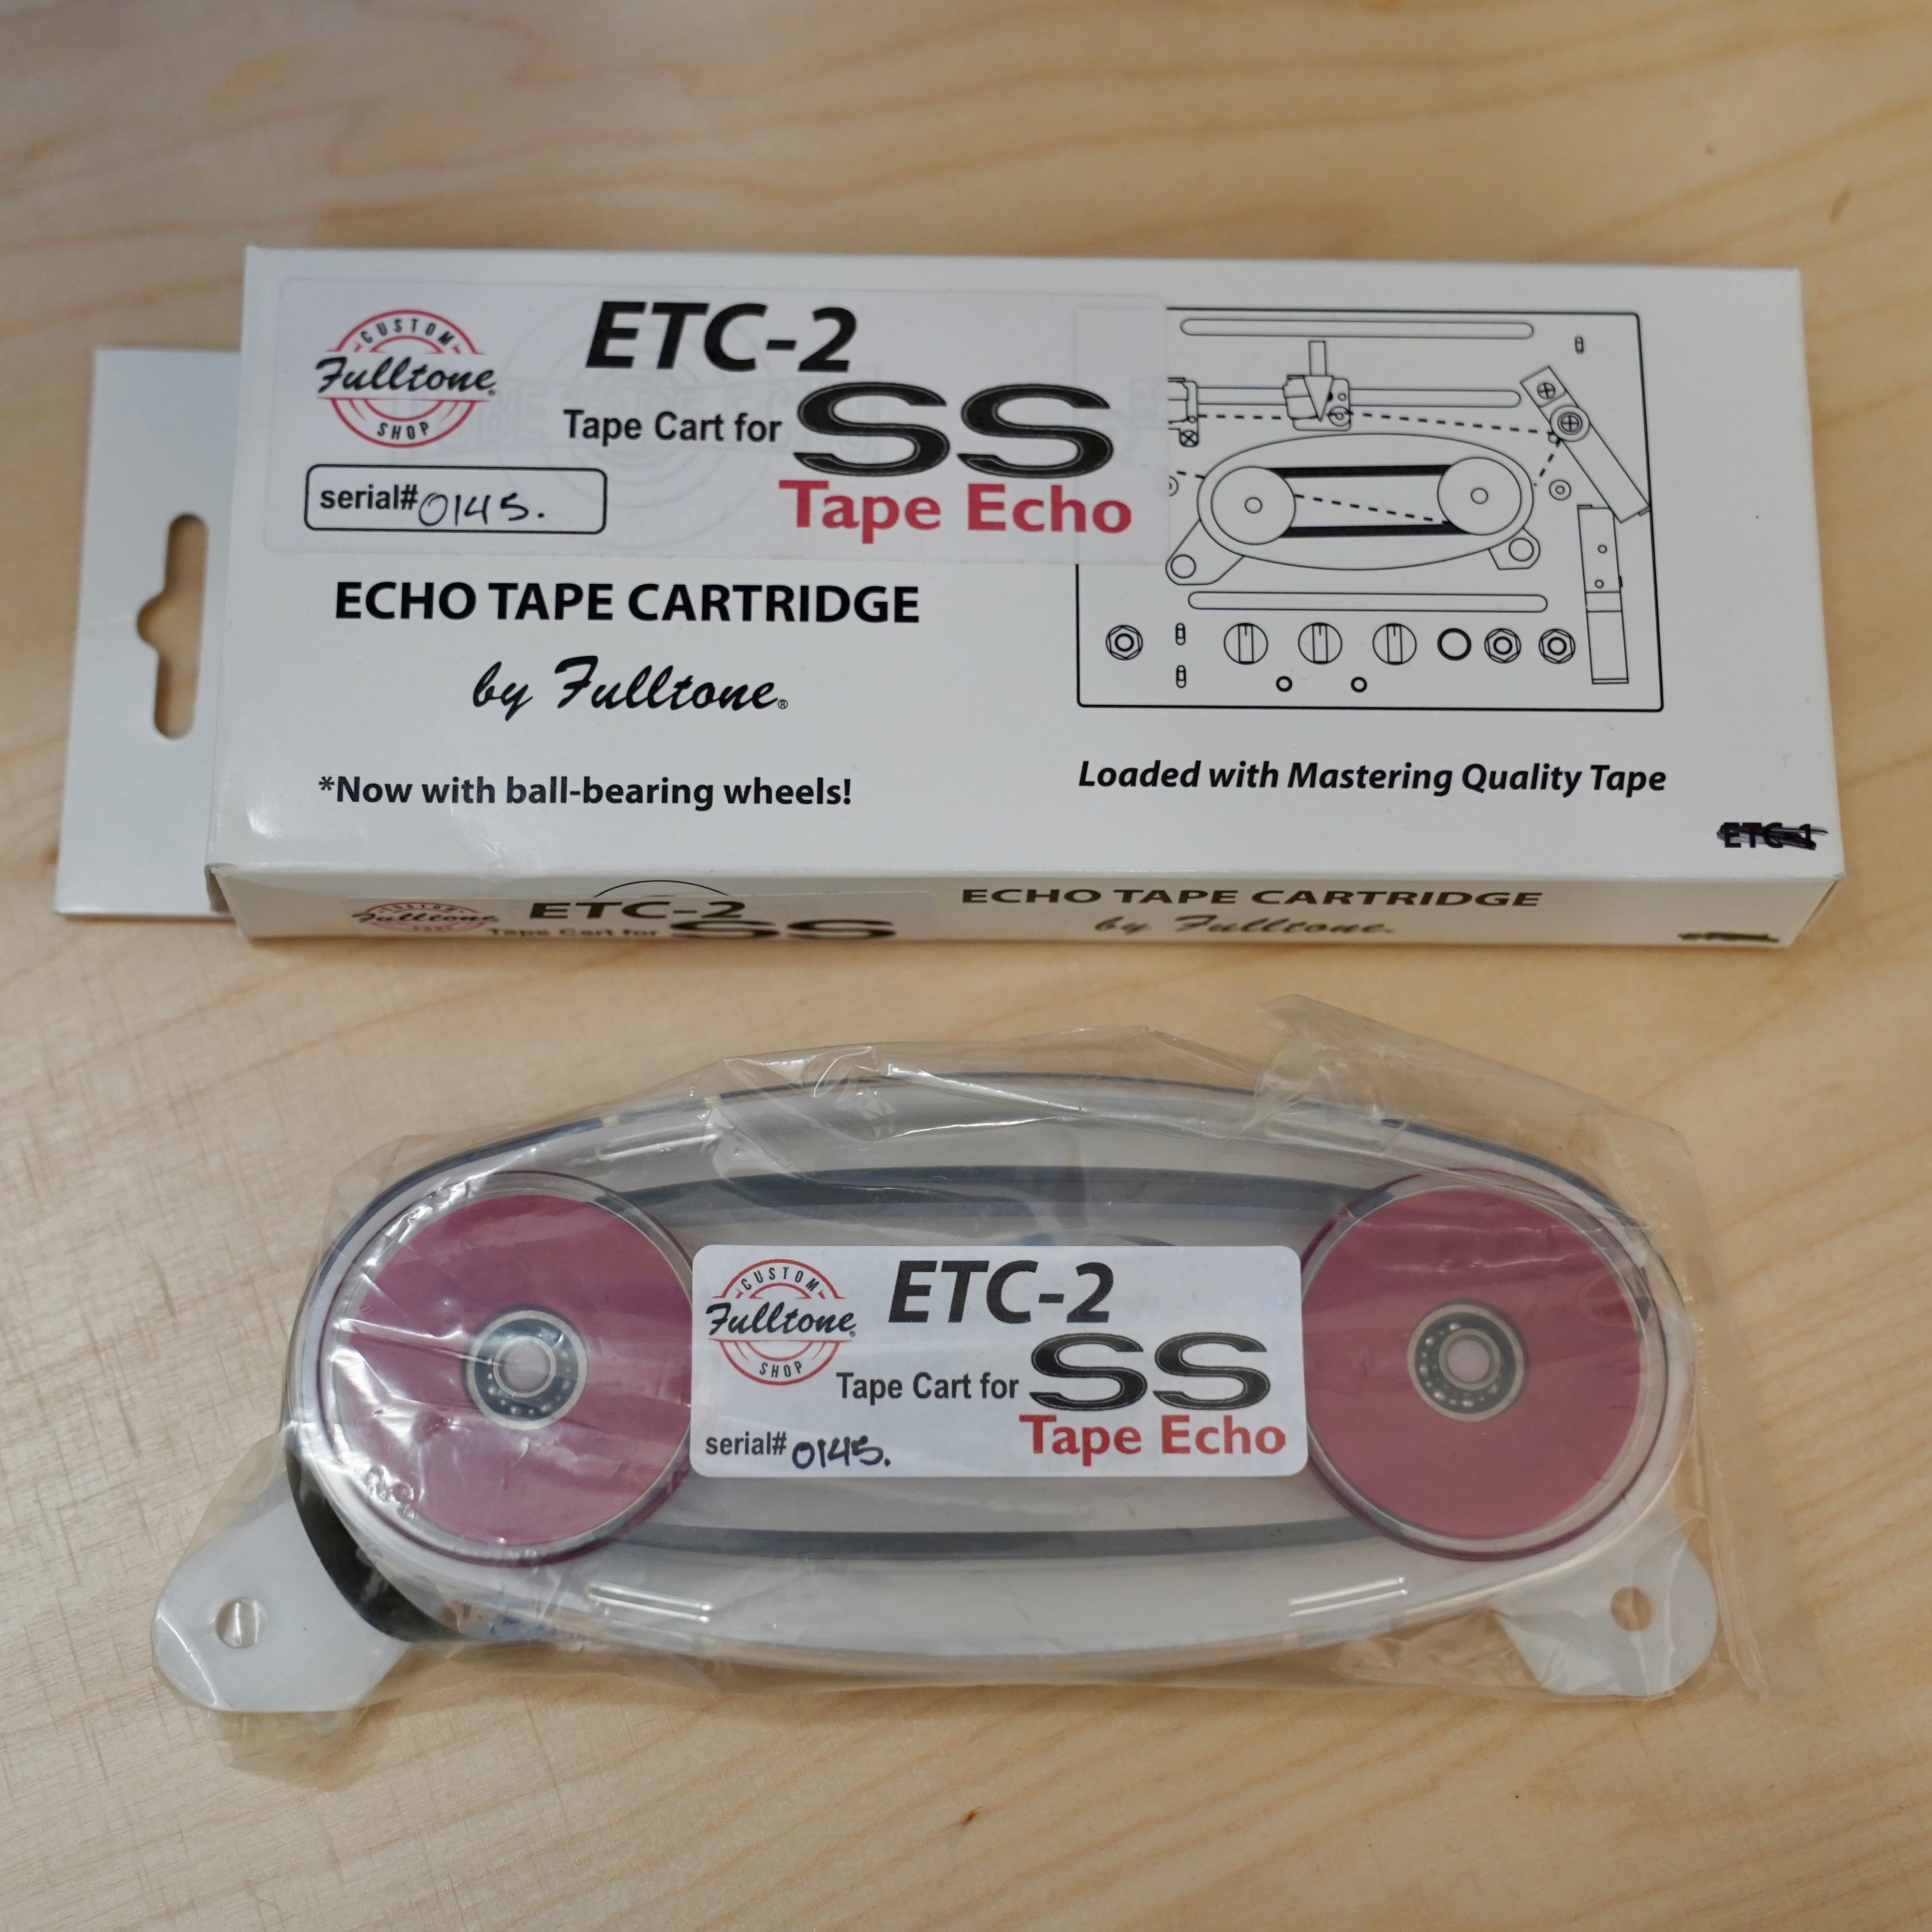 CUSTOM
Fulltone®
SHOP
ETC-2
Tape Cart for SS
Tape Echo
serial# 0145.
ECHO TAPE CARTRIDGE
by Fulltone®
*Now with ball-bearing wheels!
Loaded with Mastering Quality Tape
ETC-1
Fulltone
ETC-2
Tape Cart for SS
ECHO TAPE CARTRIDGE
by Fulltone
CUSTOM
Fulltone®
SHOP
ETC-2
Tape Cart for SS
Tape Echo
serial# 0145.